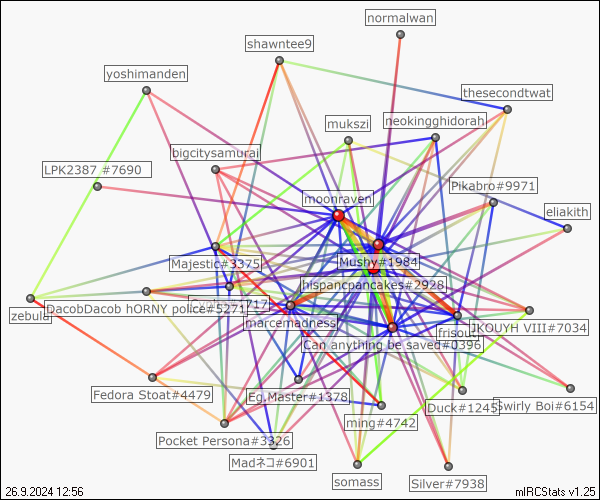 normalwan
shawntee9
yoshimanden
thesecondtwat
mukszi
neokingghidorah
bigcitysamurai
LPK2387 #7690
Pikabro#9971
moonraven
eliakith
Mushy#1984
Majestic#3375
hispancpancakes#2928
DacobDacob hORNY police#5271
717
zebula
marcemadness
frisout
JKOUYH VIII#7034
Can anything be saved#0396
Fedora Stoat#4479
Eg.Master#1378
Duck#1245
Swirly Boi#6154
ming#4742
Pocket Persona#3326
Madネコ#6901
somass
Silver#7938
26.9.2024 12:56
mIRCStats v1.25